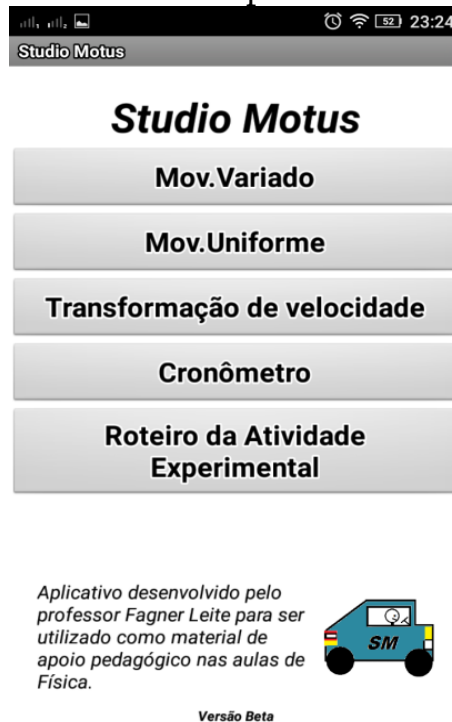 52 23:24
Studio Motus
Studio Motus
Mov.Variado
Mov.Uniforme
Transformação de velocidade
Cronômetro
Roteiro da Atividade
Experimental
Aplicativo desenvolvido pelo
professor Fagner Leite para ser
utilizado como material de
apoio pedagógico nas aulas de
Física.
SM
Versão Beta